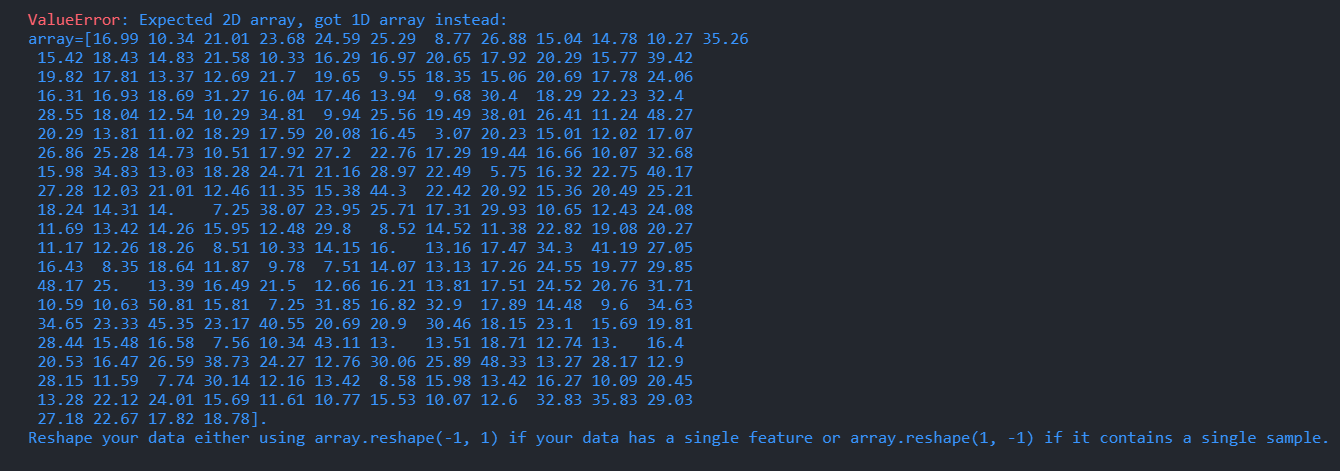 ValueError: Expected 2D array, got 1D array instead:
array=[16.99 10.34 21.01 23.68 24.59 25.29  8.77 26.88 15.04 14.78 10.27 35.26
 15.42 18.43 14.83 21.58 10.33 16.29 16.97 20.65 17.92 20.29 15.77 39.42
 19.82 17.81 13.37 12.69 21.7  19.65  9.55 18.35 15.06 20.69 17.78 24.06
 16.31 16.93 18.69 31.27 16.04 17.46 13.94  9.68 30.4  18.29 22.23 32.4
 28.55 18.04 12.54 10.29 34.81  9.94 25.56 19.49 38.01 26.41 11.24 48.27
 20.29 13.81 11.02 18.29 17.59 20.08 16.45  3.07 20.23 15.01 12.02 17.07
 26.86 25.28 14.73 10.51 17.92 27.2  22.76 17.29 19.44 16.66 10.07 32.68
 15.98 34.83 13.03 18.28 24.71 21.16 28.97 22.49  5.75 16.32 22.75 40.17
 27.28 12.03 21.01 12.46 11.35 15.38 44.3  22.42 20.92 15.36 20.49 25.21
 18.24 14.31 14.    7.25 38.07 23.95 25.71 17.31 29.93 10.65 12.43 24.08
 11.69 13.42 14.26 15.95 12.48 29.8   8.52 14.52 11.38 22.82 19.08 20.27
 11.17 12.26 18.26  8.51 10.33 14.15 16.   13.16 17.47 34.3  41.19 27.05
 16.43  8.35 18.64 11.87  9.78  7.51 14.07 13.13 17.26 24.55 19.77 29.85
 48.17 25.   13.39 16.49 21.5  12.66 16.21 13.81 17.51 24.52 20.76 31.71
 10.59 10.63 50.81 15.81  7.25 31.85 16.82 32.9  17.89 14.48  9.6  34.63
 34.65 23.33 45.35 23.17 40.55 20.69 20.9  30.46 18.15 23.1  15.69 19.81
 28.44 15.48 16.58  7.56 10.34 43.11 13.   13.51 18.71 12.74 13.   16.4
 20.53 16.47 26.59 38.73 24.27 12.76 30.06 25.89 48.33 13.27 28.17 12.9
 28.15 11.59  7.74 30.14 12.16 13.42  8.58 15.98 13.42 16.27 10.09 20.45
 13.28 22.12 24.01 15.69 11.61 10.77 15.53 10.07 12.6  32.83 35.83 29.03
 27.18 22.67 17.82 18.78].
Reshape your data either using array.reshape(-1, 1) if your data has a single feature or array.reshape(1, -1) if it contains a single sample.